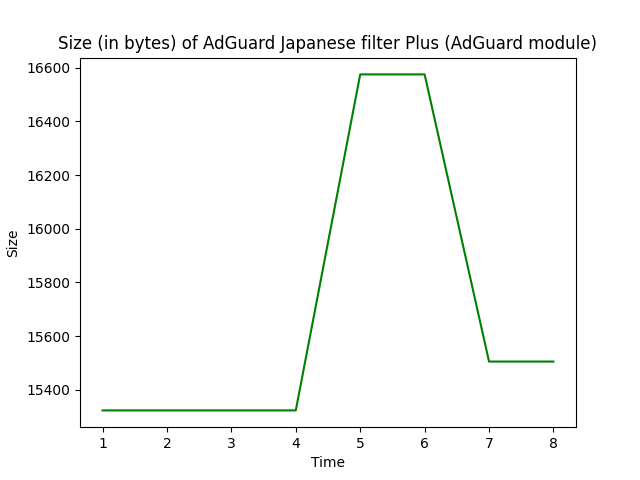 Size (in bytes) of AdGuard Japanese filter Plus (AdGuard module)
16600
16400
16200
16000
15800
15600
15400
Size
1 2 3 4 5 6 7 8
Time